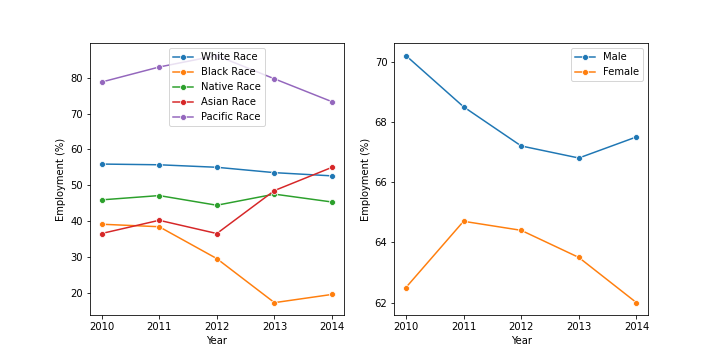 White Race
Black Race
Native Race
Asian Race
Pacific Race
80
70
60
50
40
30
20
Employment (%)
2010 2011 2012 2013 2014
Year
Male
Female
70
68
66
64
62
Employment (%)
2010 2011 2012 2013 2014
Year